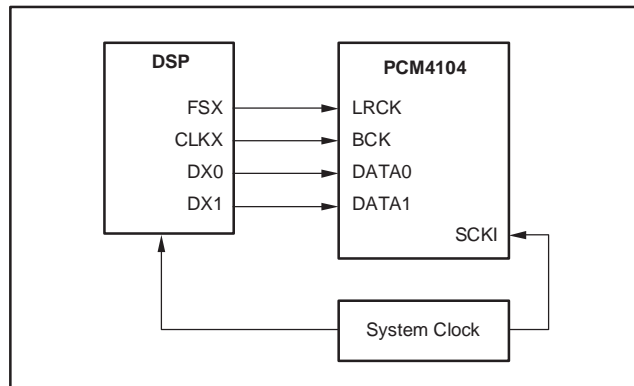 DSP
PCM4104
FSX
LRCK
CLKX
BCK
DX0
DATA0
DX1
DATA1
SCKI
System Clock